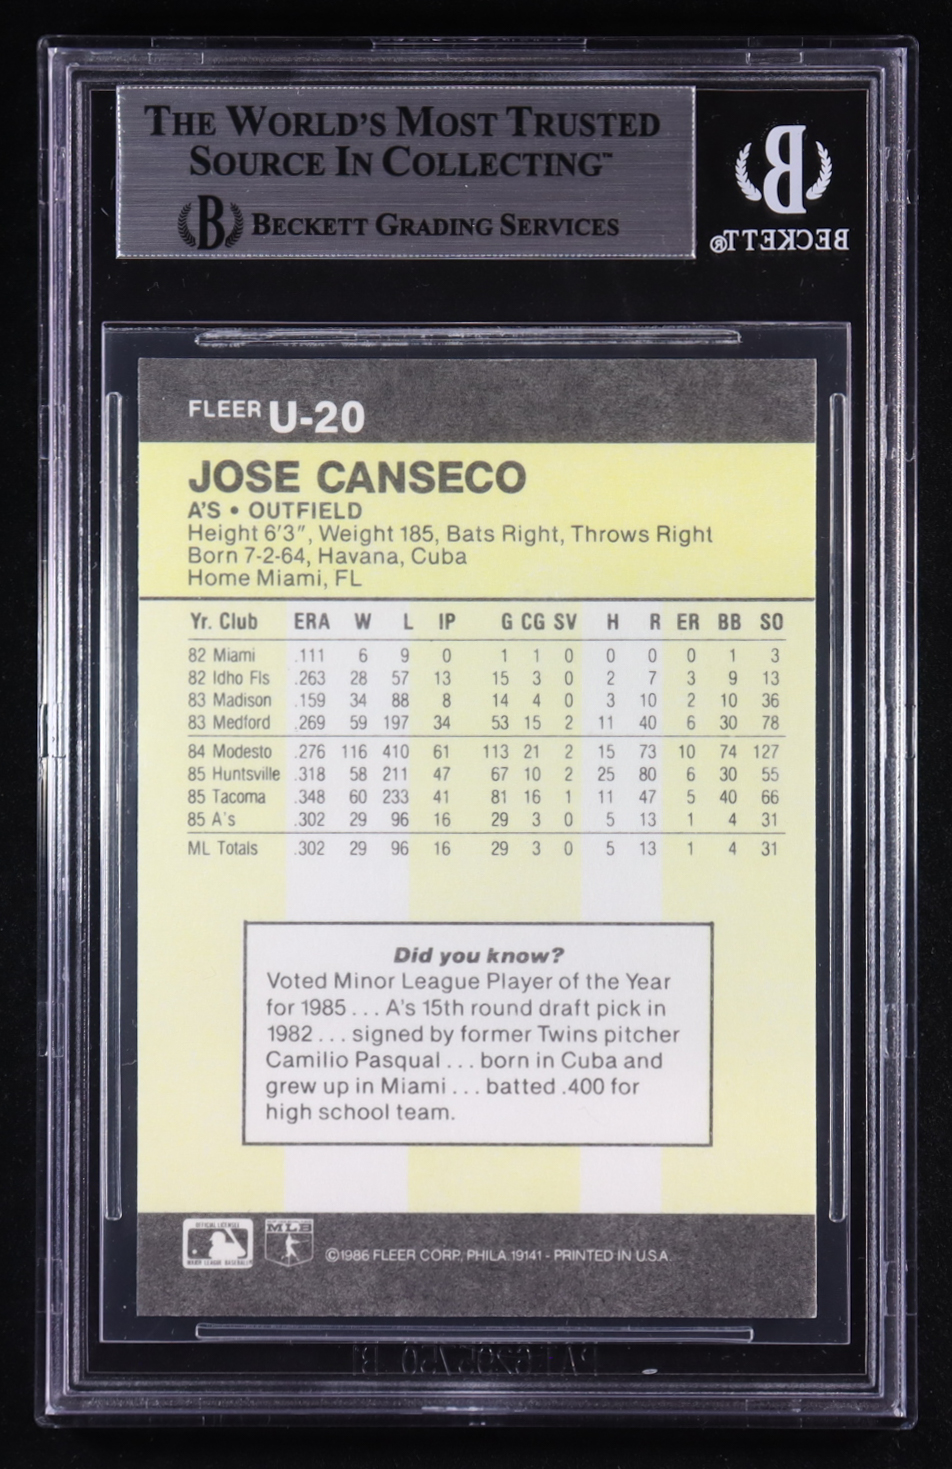 THE WORLD'S MOST TRUSTED
SOURCE IN COLLECTING™
B BECKETT GRADING SERVICES
B
BECKETT®
FLEER U-20
JOSE CANSECO
A'S • OUTFIELD
Height 6'3", Weight 185, Bats Right, Throws Right
Born 7-2-64, Havana, Cuba
Home Miami, FL
Yr. Club ERA W L IP G CG SV H R ER BB SO
82 Miami .111 6 9 0 1 1 0 0 0 0 1 3
82 Idho Fls .263 28 57 13 15 3 0 2 7 3 9 13
83 Madison .159 34 88 8 14 4 0 3 10 2 10 36
83 Medford .269 59 197 34 53 15 2 11 40 6 30 78
84 Modesto .276 116 410 61 113 21 2 15 73 10 74 127
85 Huntsville .318 58 211 47 67 10 2 25 80 6 30 55
85 Tacoma .348 60 233 41 81 16 1 11 47 5 40 66
85 A's .302 29 96 16 29 3 0 5 13 1 4 31
ML Totals .302 29 96 16 29 3 0 5 13 1 4 31
Did you know?
Voted Minor League Player of the Year
for 1985 . . . A's 15th round draft pick in
1982 . . . signed by former Twins pitcher
Camilio Pasqual . . . born in Cuba and
grew up in Miami . . . batted .400 for
high school team.
OFFICIAL LICENSEE
MAJOR LEAGUE BASEBALL
MLB
©1986 FLEER CORP., PHILA 19141 - PRINTED IN U.S.A.